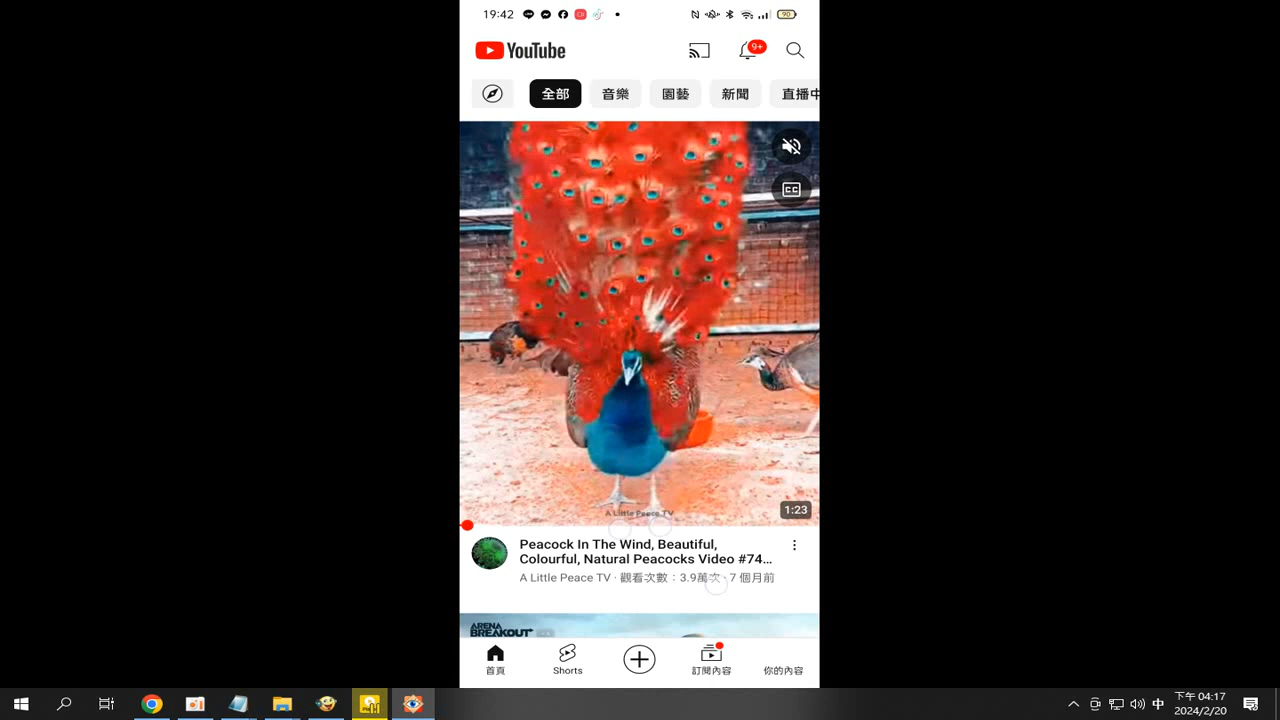 19:42
90
YouTube
9+
全部 音樂 園藝 新聞 直播中
CC
A Little Peace TV
1:23
Peacock In The Wind, Beautiful,
Colourful, Natural Peacocks Video #74...
A Little Peace TV · 觀看次數：3.9萬次 · 7 個月前
ARENA
BREAKOUT
首頁 Shorts 訂閱內容 你的內容
中 下午 04:17
2024/2/20